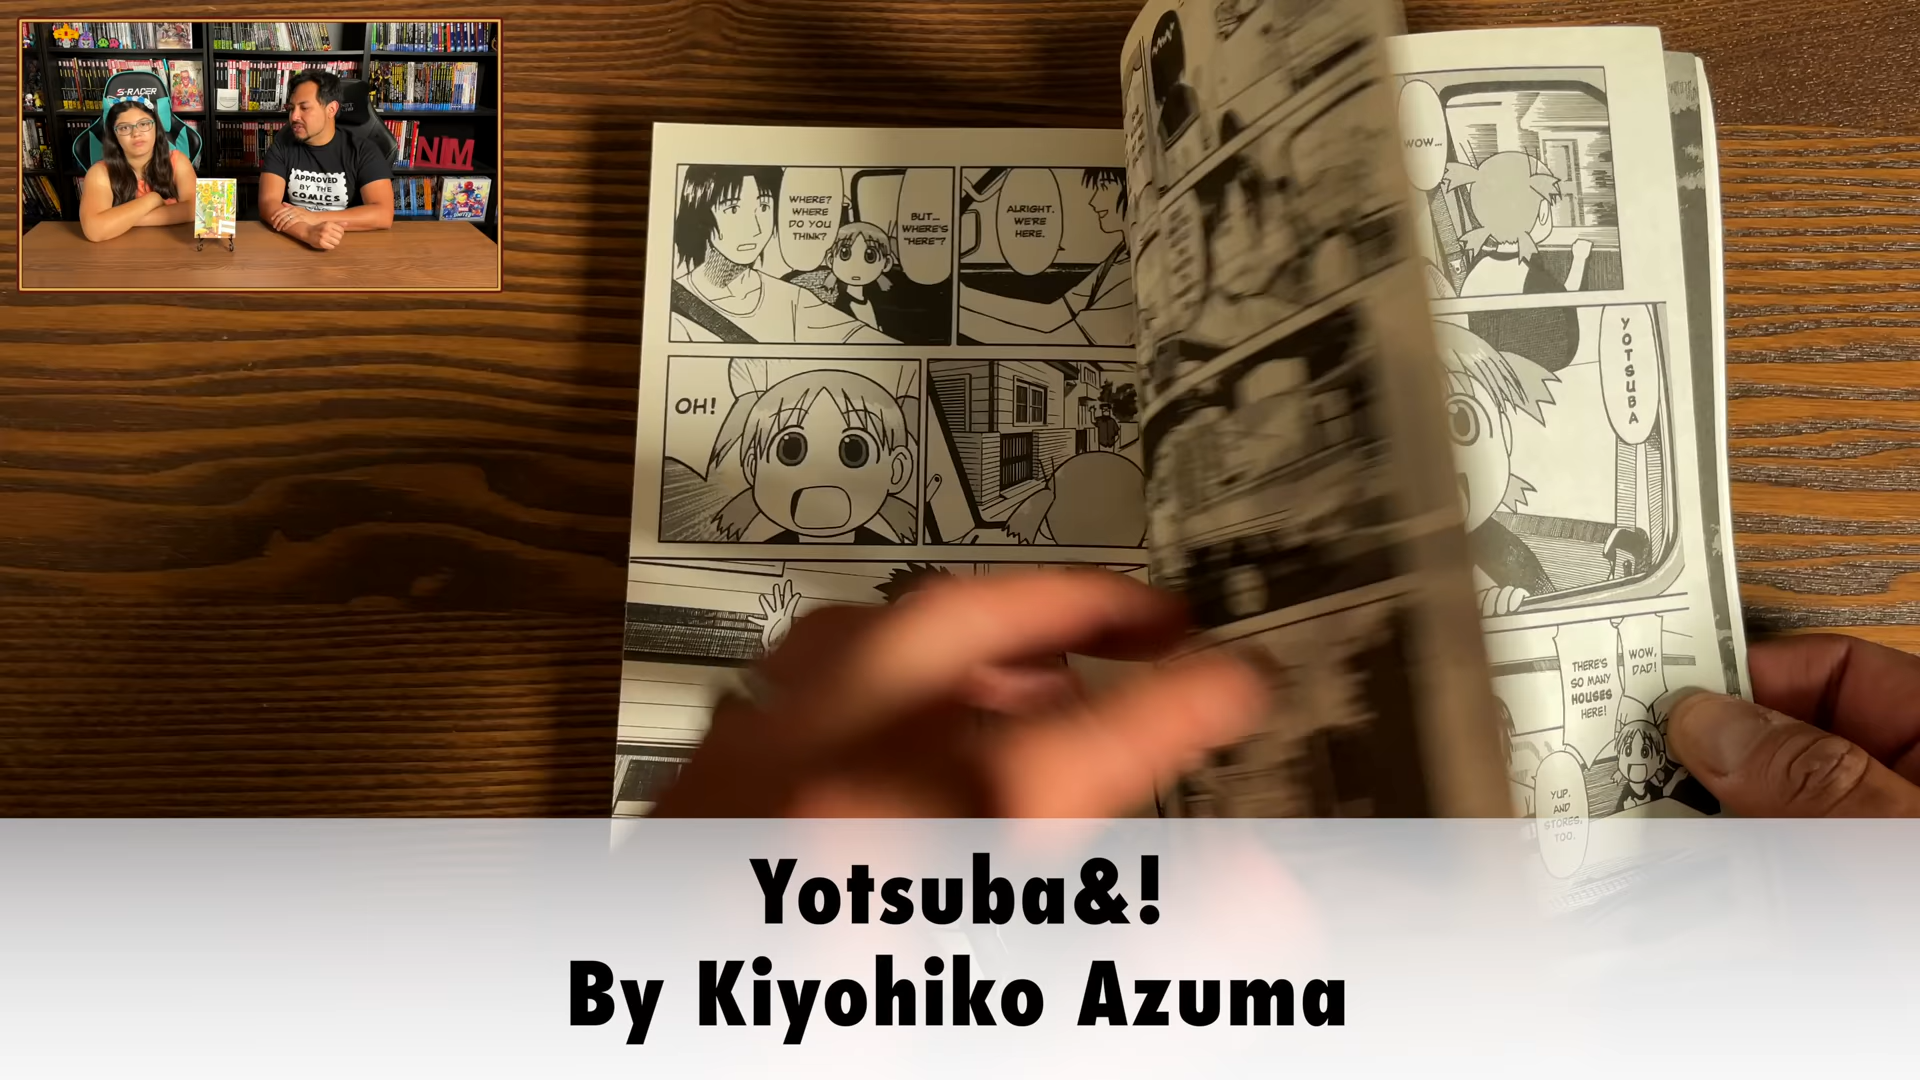 S-RACER
APPROVED
BY THE
COMICS
NM
WHERE?
WHERE
DO YOU
THINK?
BUT...
WHERE'S
"HERE"?
ALRIGHT.
WE'RE
HERE.
OH!
WOW...
YOTSUBA
WOW,
DAD!
THERE'S
SO MANY
HOUSES
HERE!
YUP.
AND
STORES,
TOO.
Yotsuba&!
By Kiyohiko Azuma